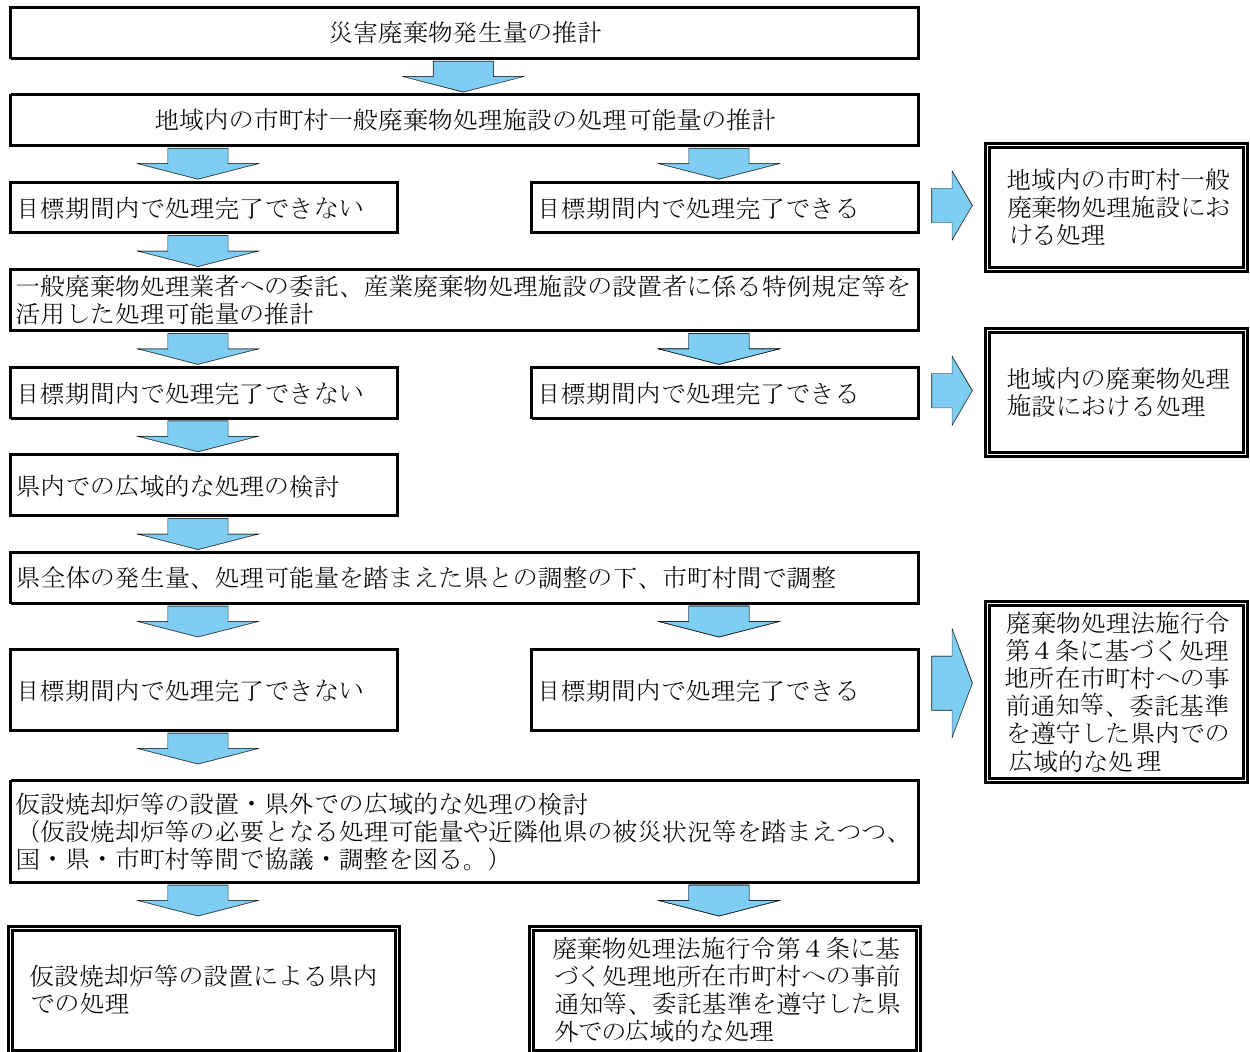 災害廃棄物発生量の推計
地域内の市町村一般廃棄物処理施設の処理可能量の推計
目標期間内で処理完了できない
目標期間内で処理完了できる
地域内の市町村一般
廃棄物処理施設にお
ける処理
一般廃棄物処理業者への委託、産業廃棄物処理施設の設置者に係る特例規定等を
活用した処理可能量の推計
目標期間内で処理完了できない
目標期間内で処理完了できる
地域内の廃棄物処理
施設における処理
県内での広域的な処理の検討
県全体の発生量、処理可能量を踏まえた県との調整の下、市町村間で調整
目標期間内で処理完了できない
目標期間内で処理完了できる
廃棄物処理法施行令
第４条に基づく処理
地所在市町村への事
前通知等、委託基準
を遵守した県内での
広域的な処理
仮設焼却炉等の設置・県外での広域的な処理の検討
（仮設焼却炉等の必要となる処理可能量や近隣他県の被災状況等を踏まえつつ、
国・県・市町村等間で協議・調整を図る。）
仮設焼却炉等の設置による県内
での処理
廃棄物処理法施行令第４条に基
づく処理地所在市町村への事前
通知等、委託基準を遵守した県
外での広域的な処理